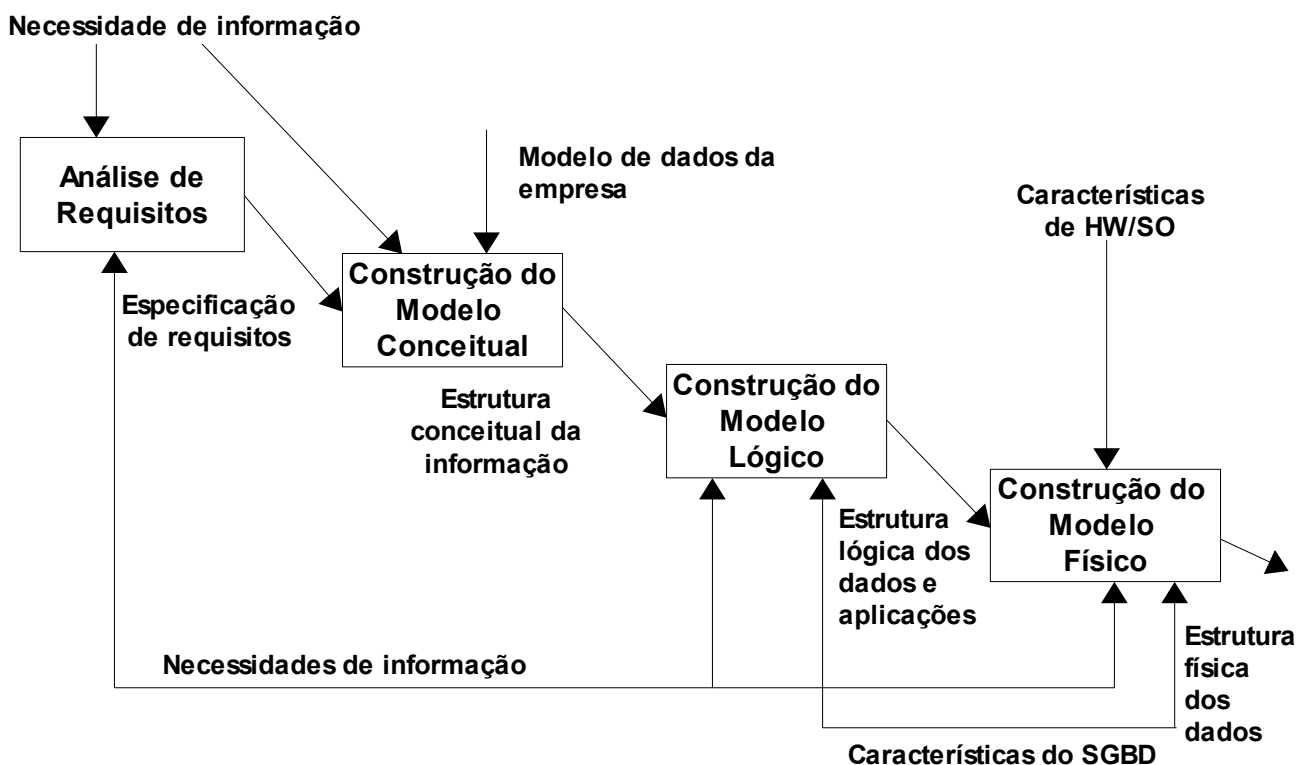 Necessidade de informação
Análise de
Requisitos
Modelo de dados da
empresa
Características
de HW/SO
Especificação
de requisitos
Construção do
Modelo
Conceitual
Estrutura
conceitual da
informação
Construção do
Modelo
Lógico
Estrutura
lógica dos
dados e
aplicações
Construção do
Modelo
Físico
Estrutura
física
dos
dados
Necessidades de informação
Características do SGBD